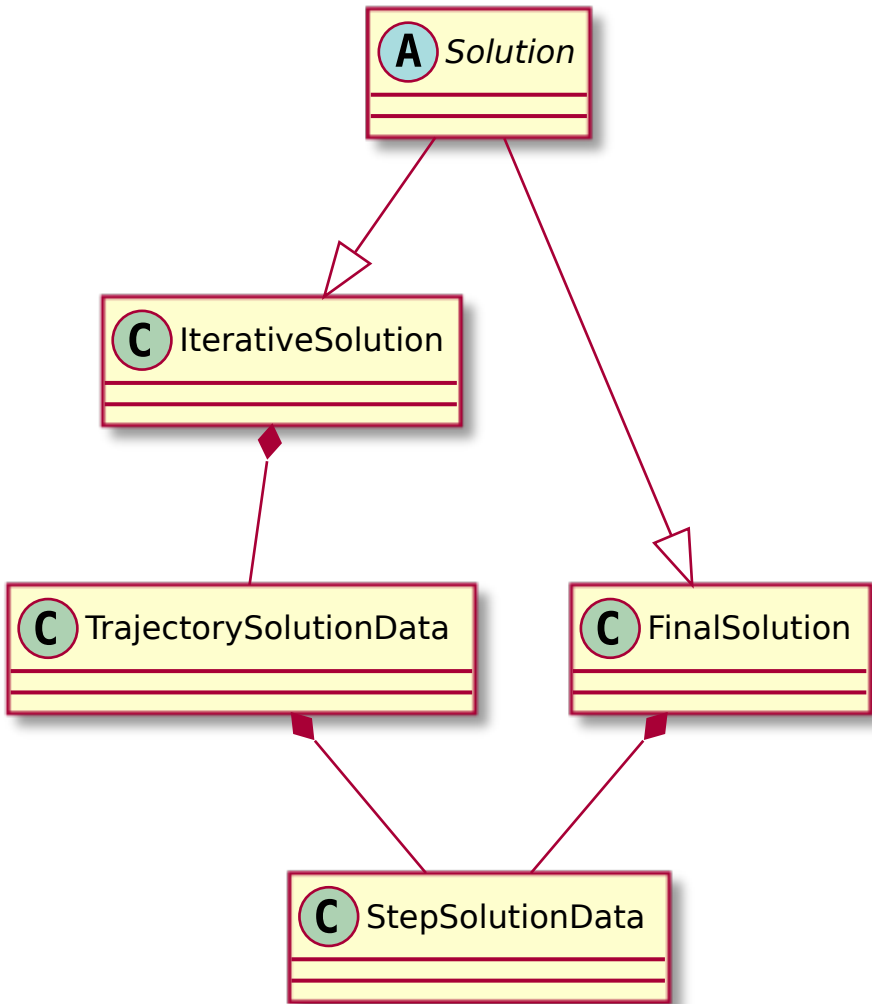 A Solution
C IterativeSolution
C TrajectorySolutionData
C FinalSolution
C StepSolutionData